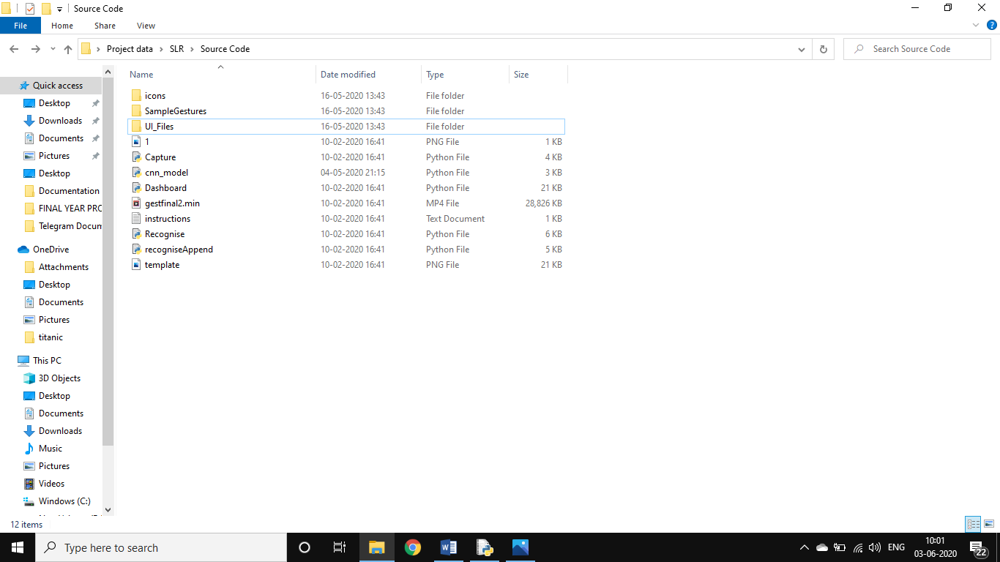 Source Code
File Home Share View
Project data SLR Source Code
Search Source Code
Quick access
Desktop
Downloads
Documents
Pictures
Desktop
Documentation
FINAL YEAR PRO
Telegram Docum
OneDrive
Attachments
Desktop
Documents
Pictures
titanic
This PC
3D Objects
Desktop
Documents
Downloads
Music
Pictures
Videos
Windows (C:)
Name Date modified Type Size
icons 16-05-2020 13:43 File folder
SampleGestures 16-05-2020 13:43 File folder
UI_Files 16-05-2020 13:43 File folder
1 10-02-2020 16:41 PNG File 1 KB
Capture 10-02-2020 16:41 Python File 4 KB
cnn_model 04-05-2020 21:15 Python File 3 KB
Dashboard 10-02-2020 16:41 Python File 21 KB
gestfinal2.min 10-02-2020 16:41 MP4 File 28,826 KB
instructions 10-02-2020 16:41 Text Document 1 KB
Recognise 10-02-2020 16:41 Python File 6 KB
recogniseAppend 10-02-2020 16:41 Python File 5 KB
template 10-02-2020 16:41 PNG File 21 KB
12 items
Type here to search
ENG
10:01
03-06-2020
22